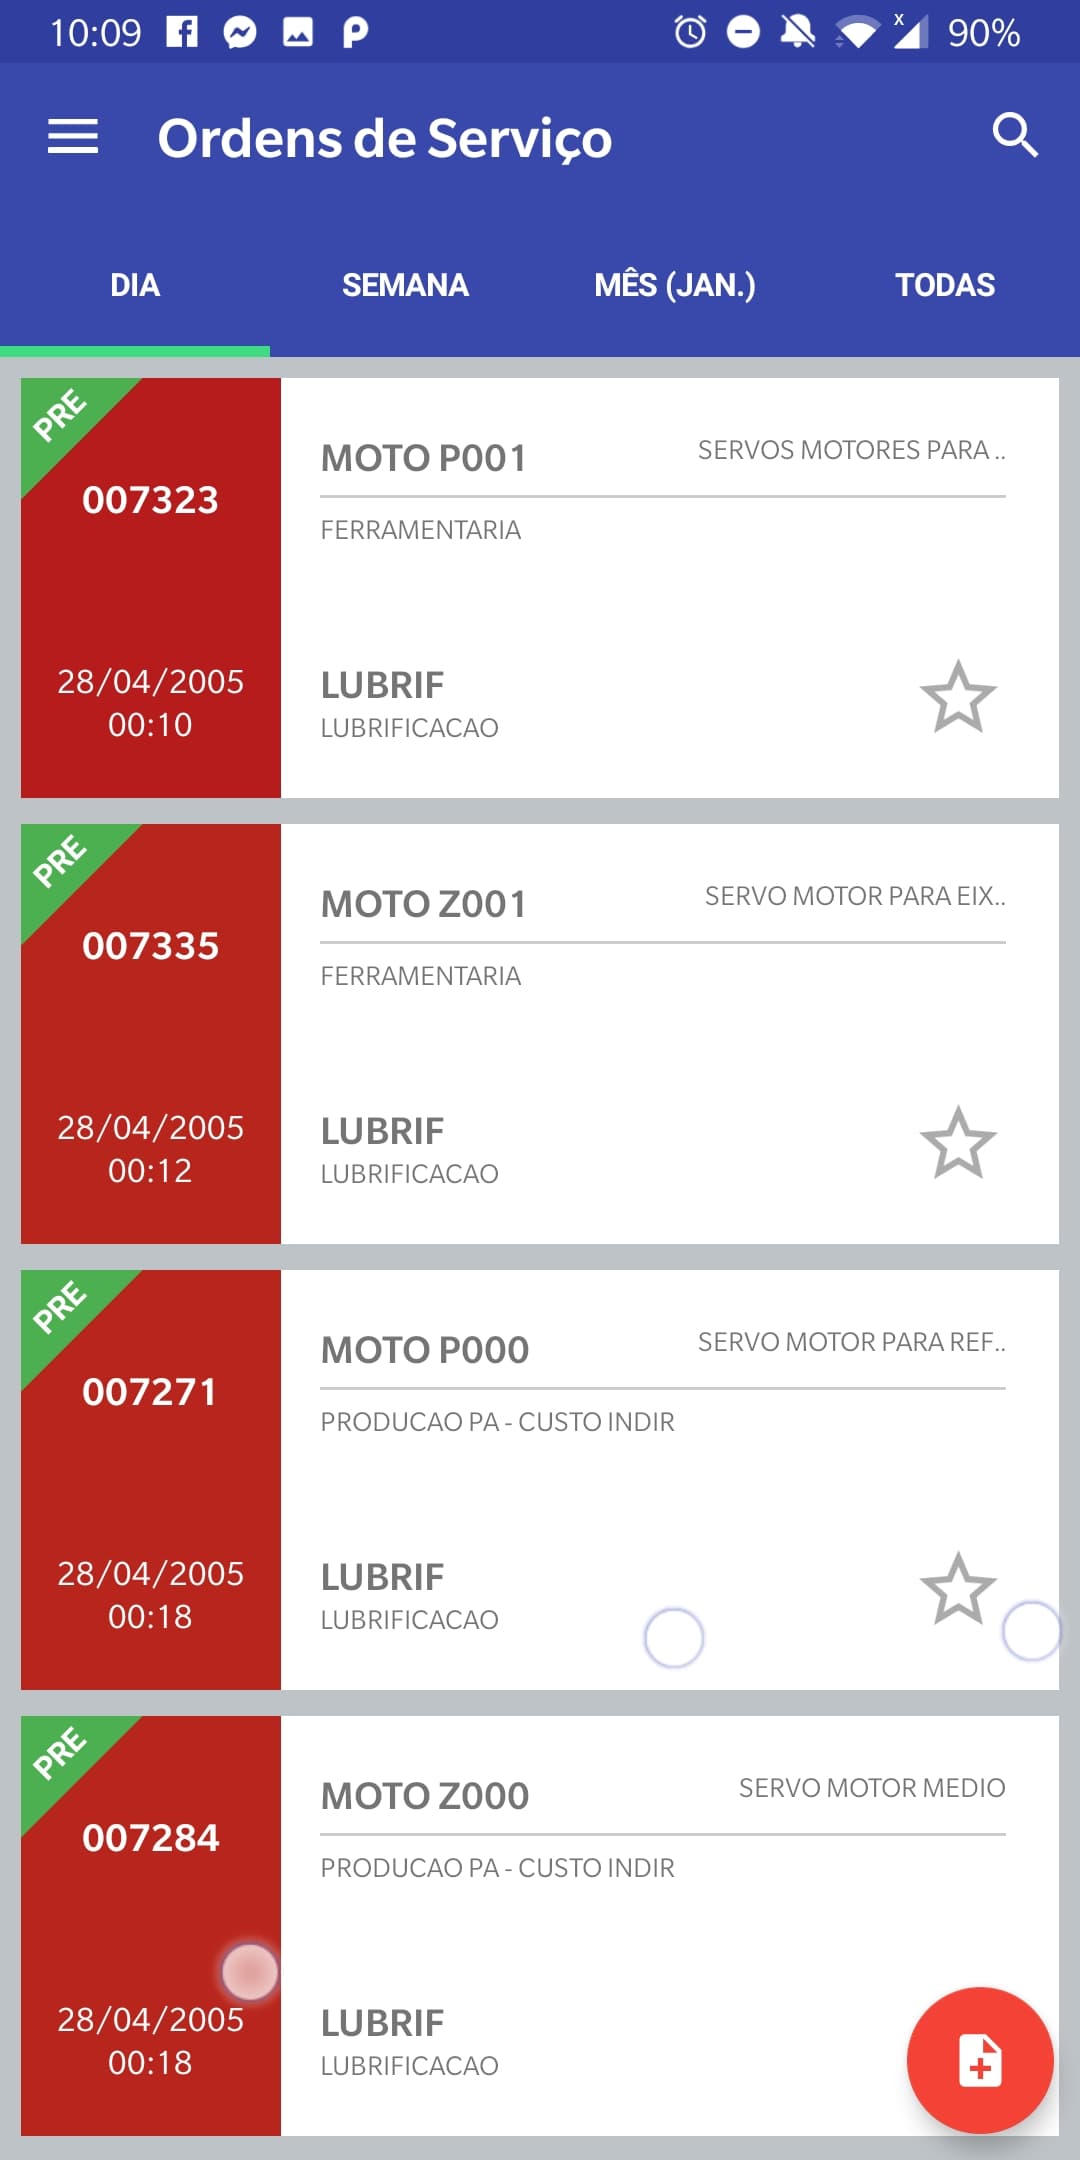 10:09
x
90%
Ordens de Serviço
DIA
SEMANA
MÊS (JAN.)
TODAS
PRE
007323
28/04/2005
00:10
MOTO P001
SERVOS MOTORES PARA ..
FERRAMENTARIA
LUBRIF
LUBRIFICACAO
PRE
007335
28/04/2005
00:12
MOTO Z001
SERVO MOTOR PARA EIX..
FERRAMENTARIA
LUBRIF
LUBRIFICACAO
PRE
007271
28/04/2005
00:18
MOTO P000
SERVO MOTOR PARA REF..
PRODUCAO PA - CUSTO INDIR
LUBRIF
LUBRIFICACAO
PRE
007284
28/04/2005
00:18
MOTO Z000
SERVO MOTOR MEDIO
PRODUCAO PA - CUSTO INDIR
LUBRIF
LUBRIFICACAO